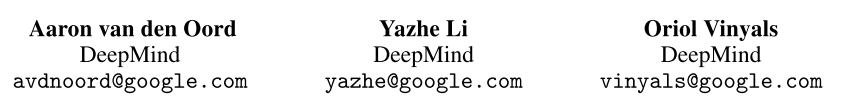 Aaron van den Oord Yazhe Li Oriol Vinyals
DeepMind DeepMind DeepMind
avdnoord@google.com yazhe@google.com vinyals@google.com